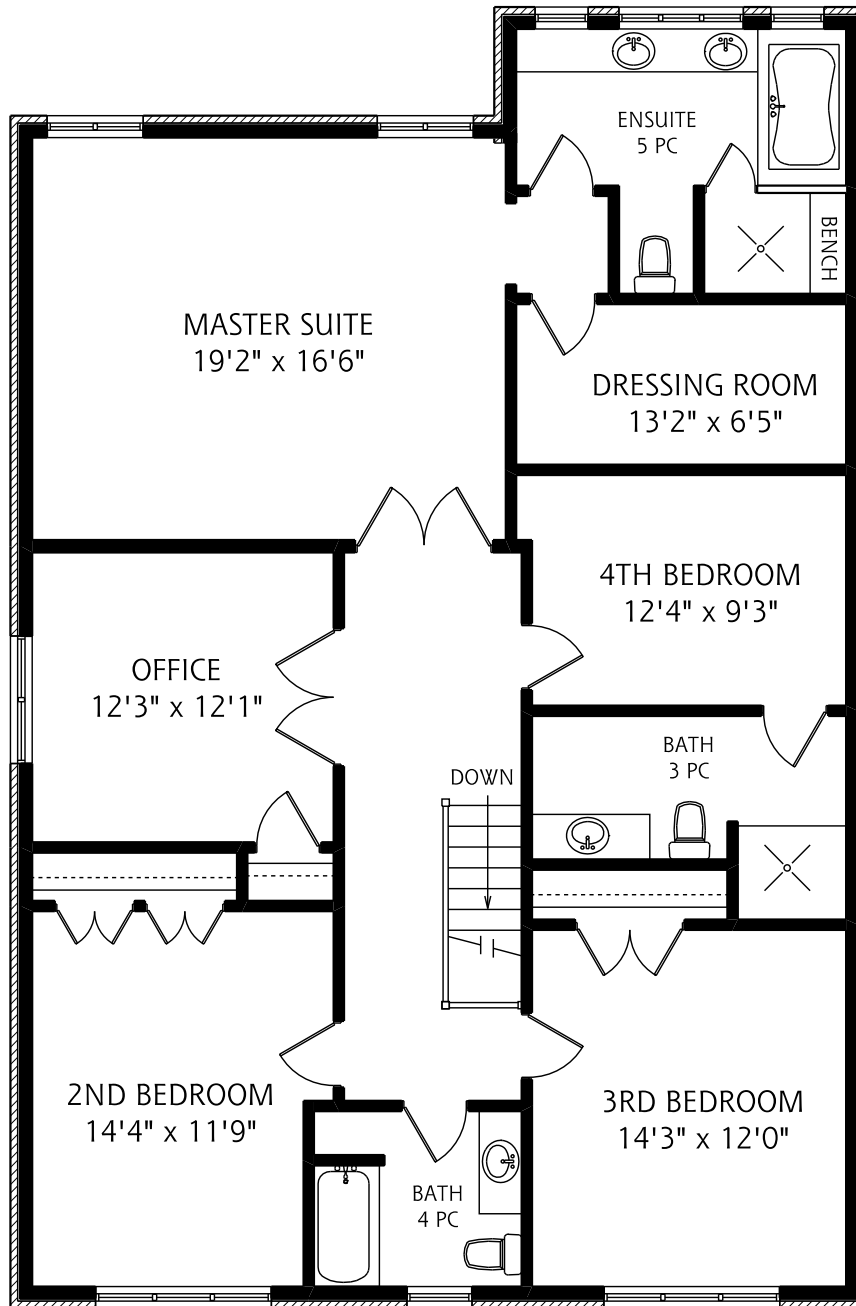 ENSUITE
5 PC
BENCH
MASTER SUITE
19'2" x 16'6"
DRESSING ROOM
13'2" x 6'5"
4TH BEDROOM
12'4" x 9'3"
OFFICE
12'3" x 12'1"
BATH
3 PC
DOWN
2ND BEDROOM
14'4" x 11'9"
3RD BEDROOM
14'3" x 12'0"
BATH
4 PC